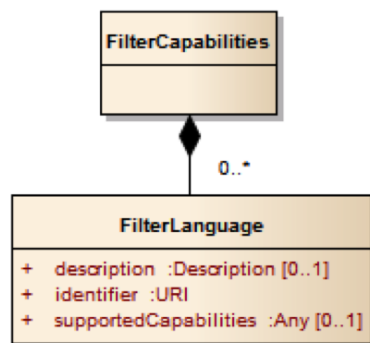 FilterCapabilities
0..*
FilterLanguage
+ description :Description [0..1]
+ identifier :URI
+ supportedCapabilities :Any [0..1]